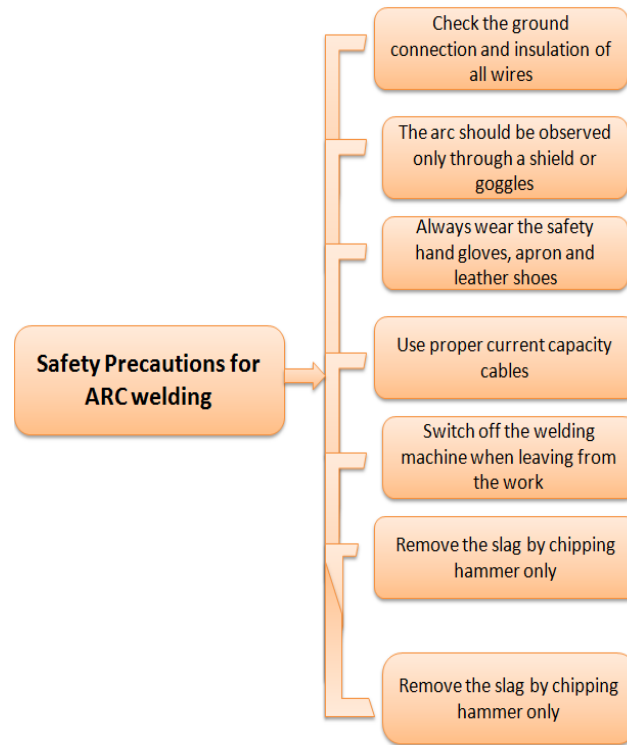 Check the ground
connection and insulation of
all wires
The arc should be observed
only through a shield or
goggles
Always wear the safety
hand gloves, apron and
leather shoes
Safety Precautions for
ARC welding
Use proper current capacity
cables
Switch off the welding
machine when leaving from
the work
Remove the slag by chipping
hammer only
Remove the slag by chipping
hammer only